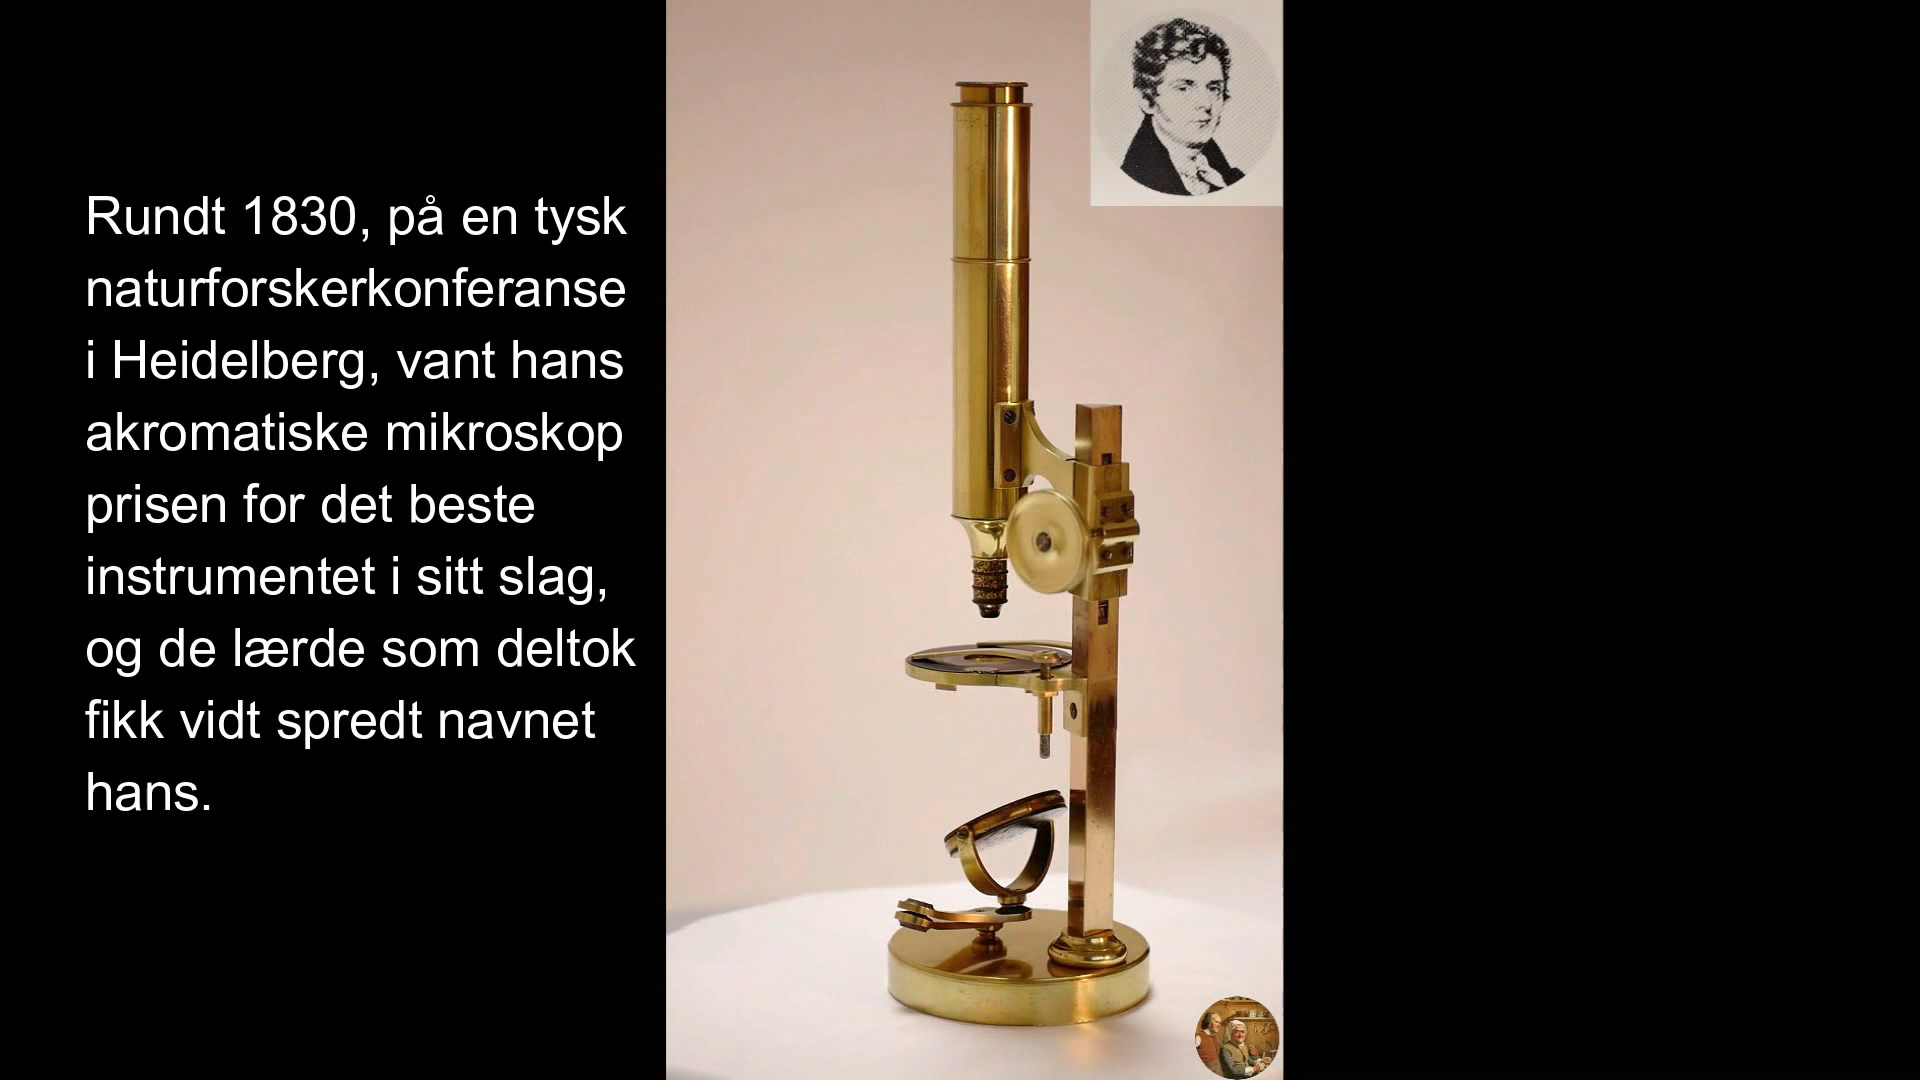 Rundt 1830, på en tysk
naturforskerkonferanse
i Heidelberg, vant hans
akromatiske mikroskop
prisen for det beste
instrumentet i sitt slag,
og de lærde som deltok
fikk vidt spredt navnet
hans.